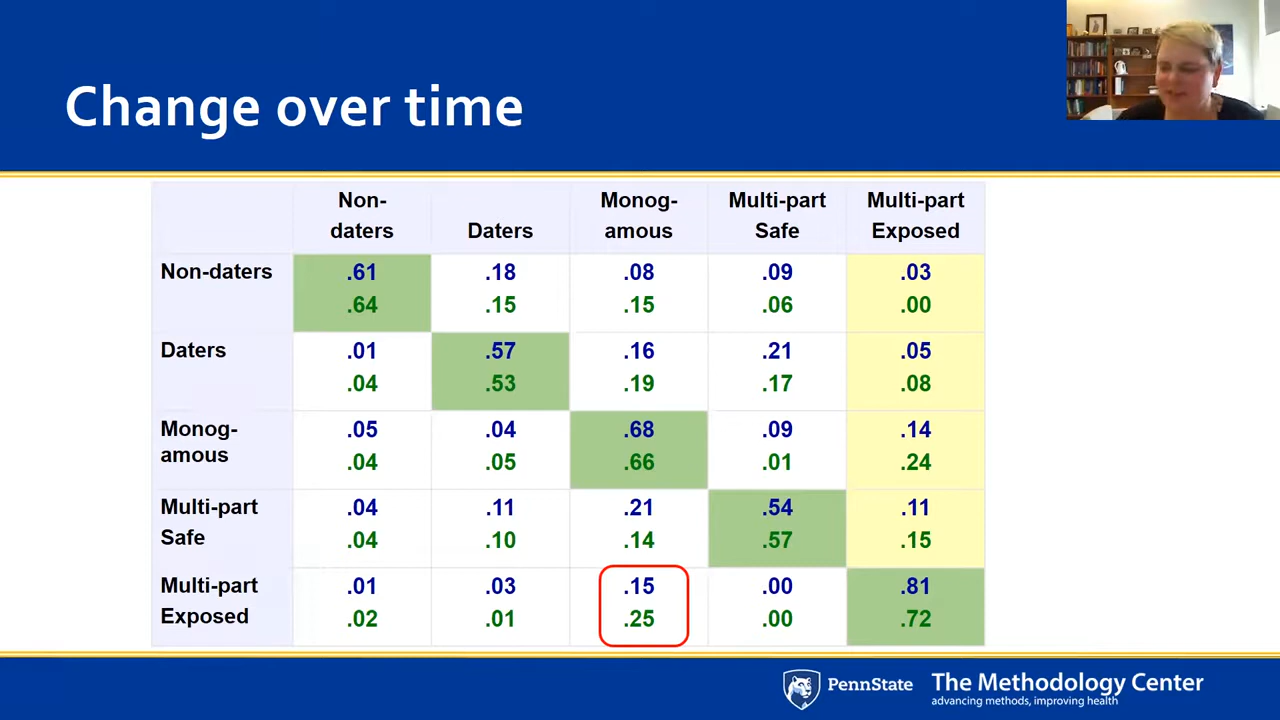 Change over time
Non- Monog- Multi-part Multi-part
daters Daters amous Safe Exposed
Non-daters .61 .18 .08 .09 .03
.64 .15 .15 .06 .00
Daters .01 .57 .16 .21 .05
.04 .53 .19 .17 .08
Monog- .05 .04 .68 .09 .14
amous .04 .05 .66 .01 .24
Multi-part .04 .11 .21 .54 .11
Safe .04 .10 .14 .57 .15
Multi-part .01 .03 .15 .00 .81
Exposed .02 .01 .25 .00 .72
PennState The Methodology Center
advancing methods, improving health